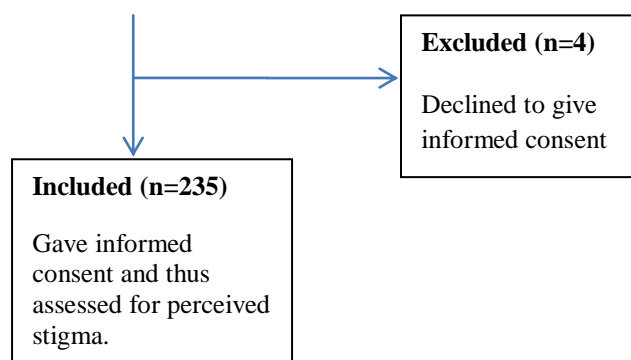 Excluded (n=4)
Declined to give
informed consent
Included (n=235)
Gave informed
consent and thus
assessed for perceived
stigma.